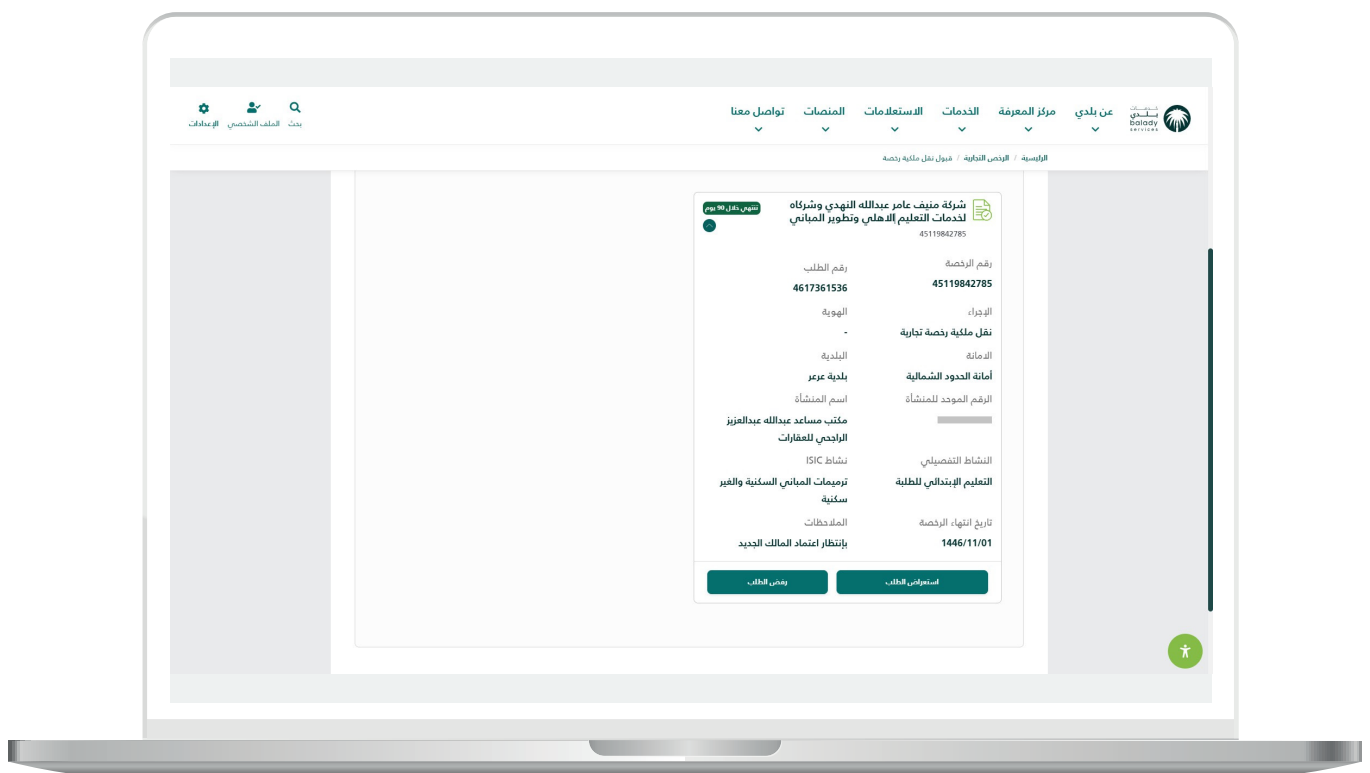 خدمات
بلدي
balady
services
عن بلدي
مركز المعرفة
الخدمات
الاستعلامات
المنصات
تواصل معنا
بحث
الملف الشخصي
الإعدادات
الرئيسية / الرخص التجارية / قبول نقل ملكية رخصة
شركة منيف عامر عبدالله النهدي وشركاه
لخدمات التعليم الاهلي وتطوير المباني
45119842785
تنتهي خلال 90 يوم
رقم الرخصة
45119842785
رقم الطلب
4617361536
الإجراء
نقل ملكية رخصة تجارية
الهوية
-
الامانة
أمانة الحدود الشمالية
البلدية
بلدية عرعر
الرقم الموحد للمنشأة
اسم المنشأة
مكتب مساعد عبدالله عبدالعزيز
الراجحي للعقارات
النشاط التفصيلي
التعليم الإبتدائي للطلبة
نشاط ISIC
ترميمات المباني السكنية والغير
سكنية
تاريخ انتهاء الرخصة
1446/11/01
الملاحظات
بإنتظار اعتماد المالك الجديد
استعراض الطلب
رفض الطلب